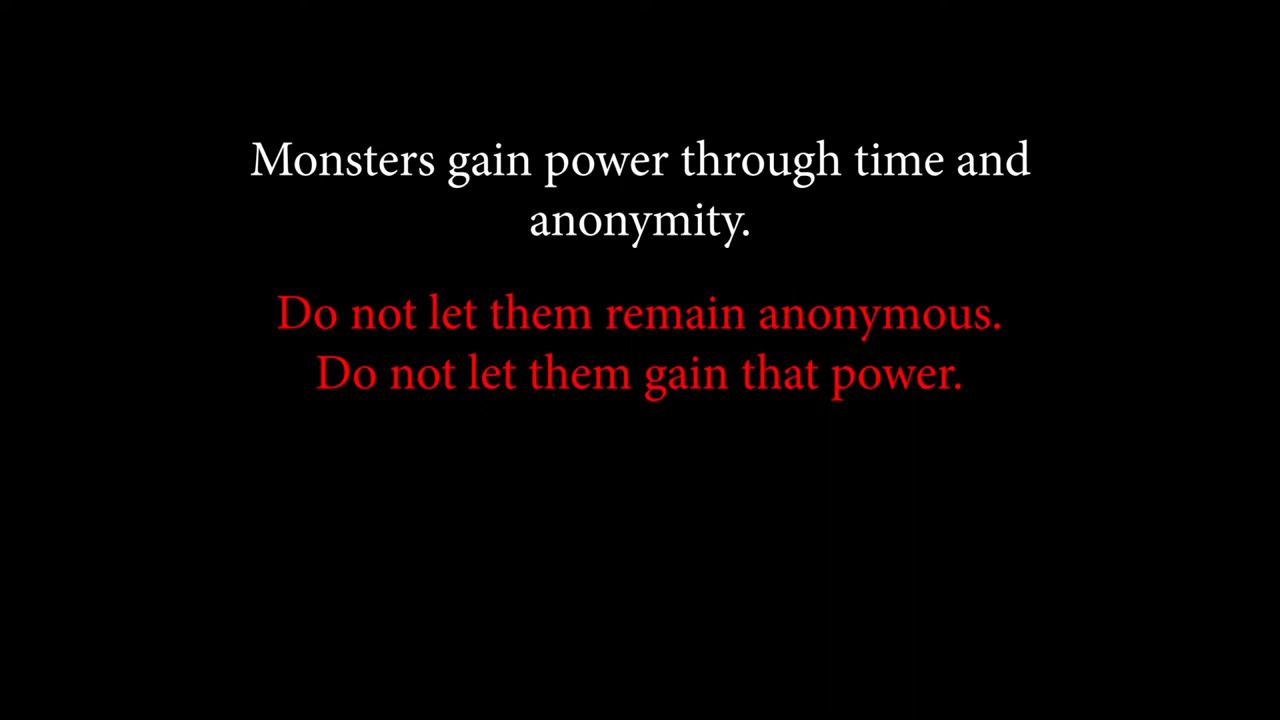 Monsters gain power through time and
anonymity.
Do not let them remain anonymous.
Do not let them gain that power.